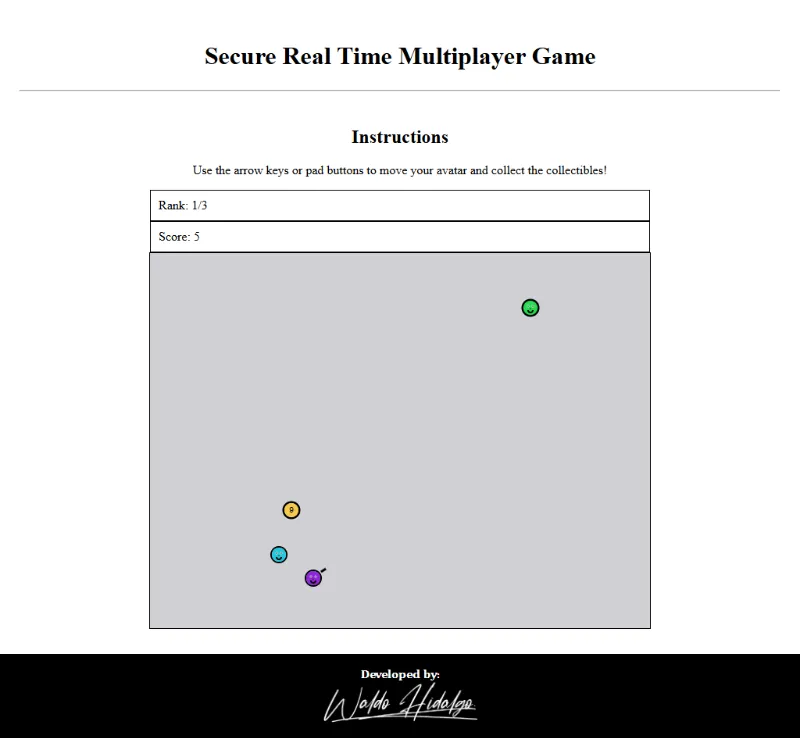 Secure Real Time Multiplayer Game
Instructions
Use the arrow keys or pad buttons to move your avatar and collect the collectibles!
Rank: 1/3
Score: 5
9
Developed by:
Waldo Hidalgo